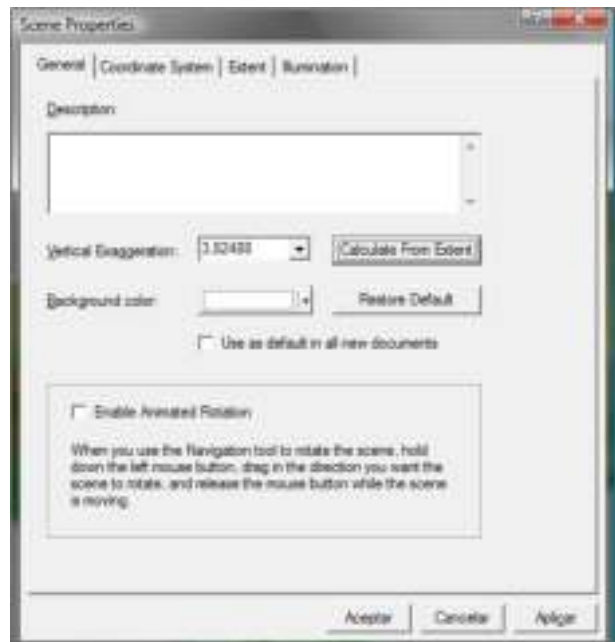 Scene Properties
General Coordinate System Extent Illumination
Description:
Vertical Exaggeration: Calculate From Extent
Background color: Restore Default
Use as default in all new documents
Enable Animated Rotation
When you use the Navigation tool to rotate the scene, hold
down the left mouse button, drag in the direction you want the
scene to rotate, and release the mouse button while the scene
is moving.
Aceptar Cancelar Aplicar